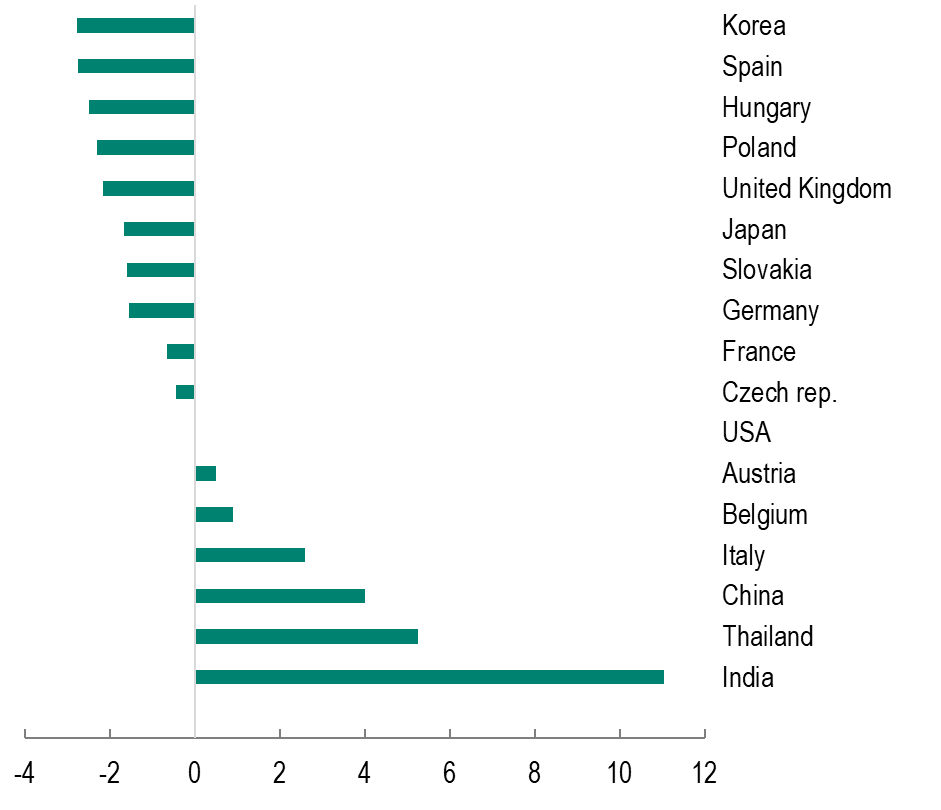 Korea
Spain
Hungary
Poland
United Kingdom
Japan
Slovakia
Germany
France
Czech rep.
USA
Austria
Belgium
Italy
China
Thailand
India
-4 -2 0 2 4 6 8 10 12